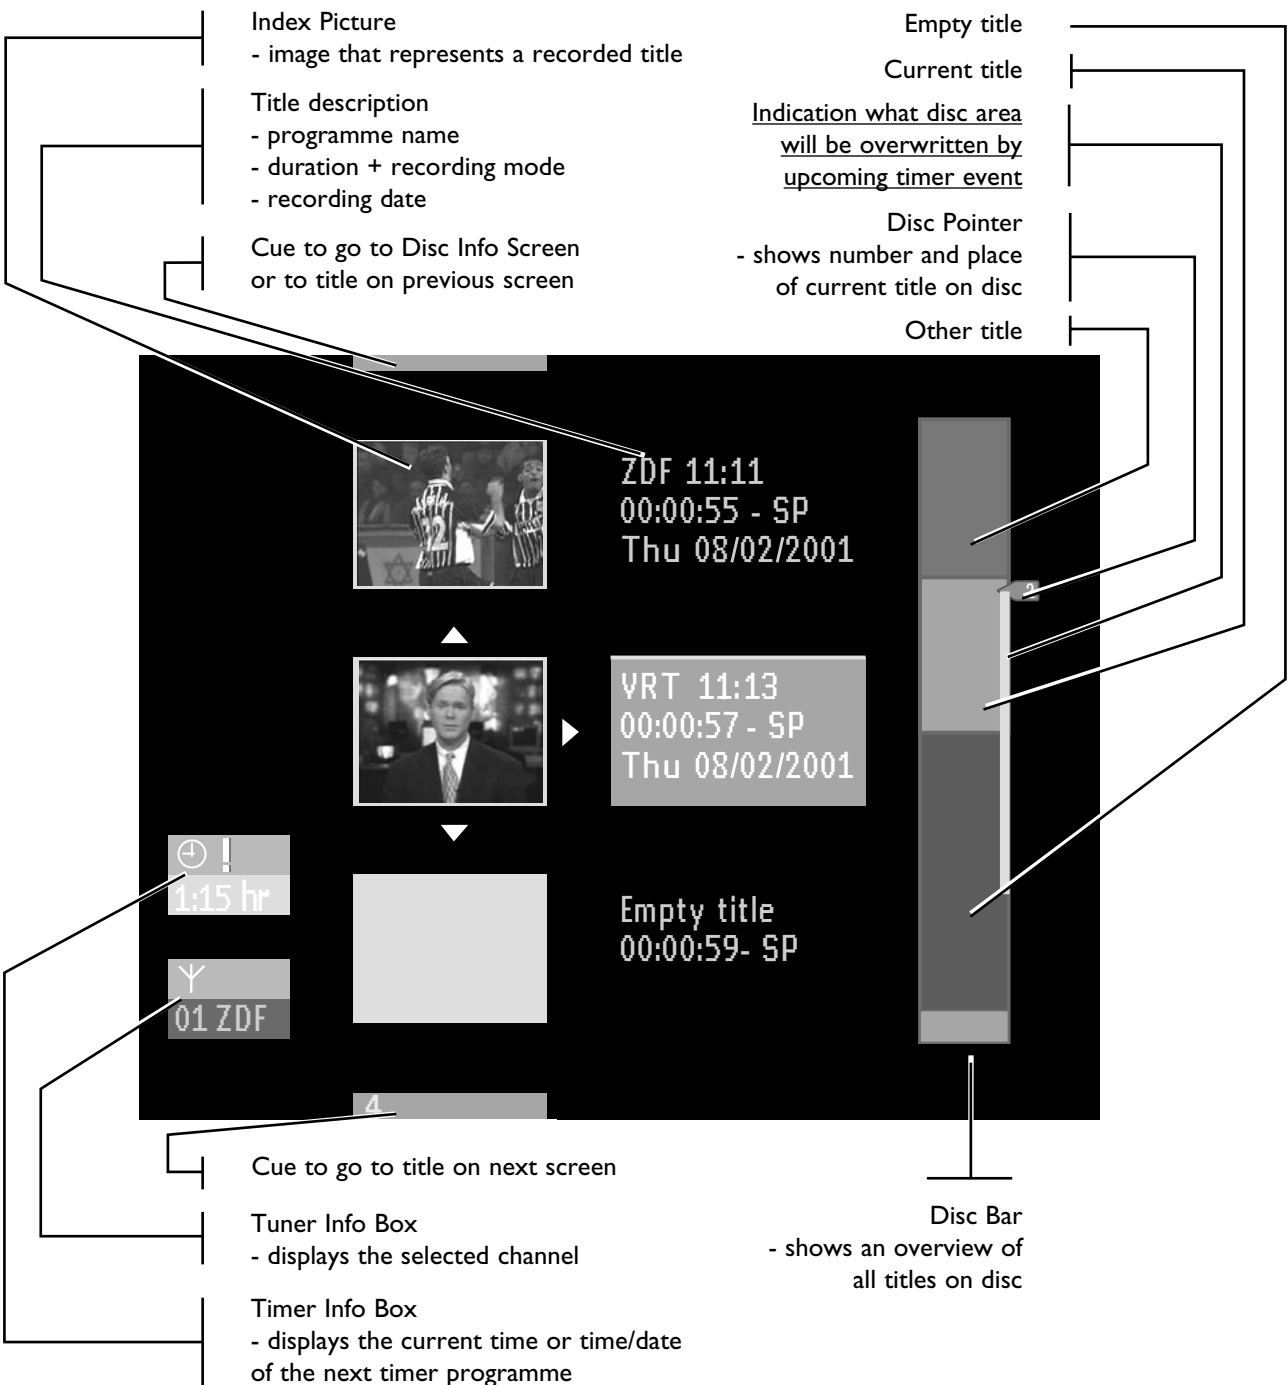 Index Picture
- image that represents a recorded title
Title description
- programme name
- duration + recording mode
- recording date
Cue to go to Disc Info Screen
or to title on previous screen
Empty title
Current title
Indication what disc area
will be overwritten by
upcoming timer event
Disc Pointer
- shows number and place
of current title on disc
Other title
12
ZDF 11:11
00:00:55 - SP
Thu 08/02/2001
2
VRT 11:13
00:00:57 - SP
Thu 08/02/2001
!
1:15 hr
Empty title
00:00:59- SP
01 ZDF
4
Cue to go to title on next screen
Tuner Info Box
- displays the selected channel
Timer Info Box
- displays the current time or time/date
of the next timer programme
Disc Bar
- shows an overview of
all titles on disc